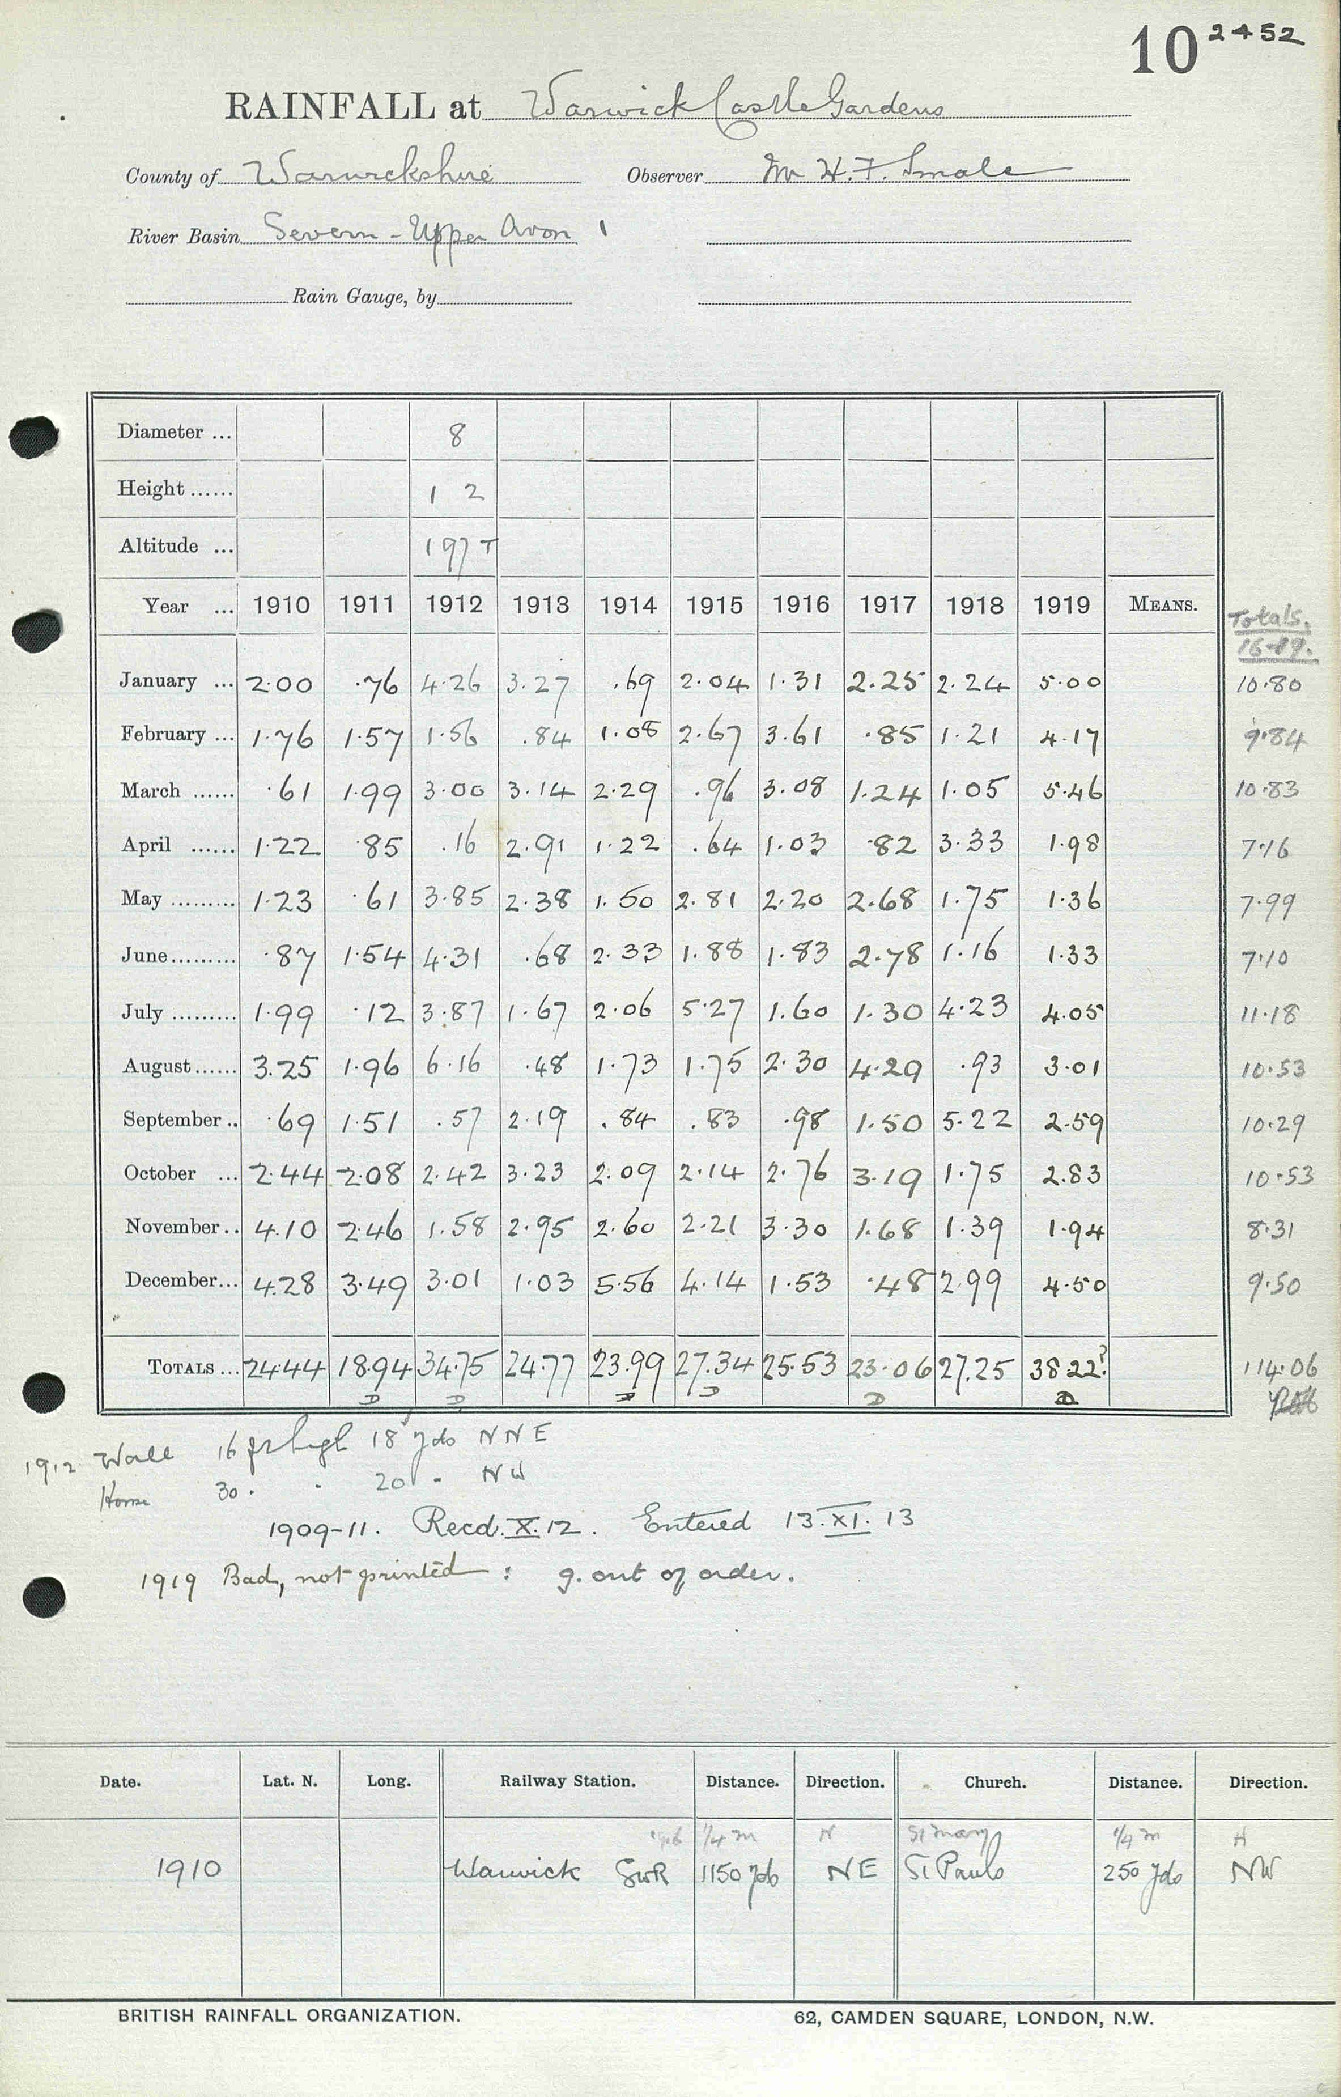 10 2452
RAINFALL at Warwick Castle Gardens
County of Warwickshire Observer Mr H. F. Smale
River Basin Severn - Upper Avon 1
Rain Gauge, by
Diameter ... 8
Height ...... 1 2
Altitude ... 197 T
Year ... 1910 1911 1912 1913 1914 1915 1916 1917 1918 1919 MEANS. Totals, 16-19.
January ... 2.00 .76 4.26 3.27 .69 2.04 1.31 2.25 2.24 5.00 10.80
February ... 1.76 1.57 1.56 .84 1.08 2.67 3.61 .85 1.21 4.17 9.84
March ...... .61 1.99 3.00 3.14 2.29 .96 3.08 1.24 1.05 5.46 10.83
April ...... 1.22 .85 .16 2.91 1.22 .64 1.03 .82 3.33 1.98 7.16
May ......... 1.23 .61 3.85 2.38 1.50 2.81 2.20 2.68 1.75 1.36 7.99
June......... .87 1.54 4.31 .68 2.33 1.88 1.83 2.78 1.16 1.33 7.10
July ......... 1.99 .12 3.87 1.67 2.06 5.27 1.60 1.30 4.23 4.05 11.18
August...... 3.25 1.96 6.16 .48 1.73 1.75 2.30 4.29 .93 3.01 10.53
September .. .69 1.51 .57 2.19 .84 .83 .98 1.50 5.22 2.59 10.29
October ... 2.44 2.08 2.42 3.23 2.09 2.14 2.76 3.19 1.75 2.83 10.53
November .. 4.10 2.46 1.58 2.95 2.60 2.21 3.30 1.68 1.39 1.94 8.31
December... 4.28 3.49 3.01 1.03 5.56 4.14 1.53 .48 2.99 4.50 9.50
TOTALS ... 24.44 18.94 34.75 24.77 23.99 27.34 25.53 23.06 27.25 38.22? 114.06
D D D D D D
1912 Wall 16 ft high 18 yds NNE
House 30 . . 20 " NW
1909-11. Recd. X. 12. Entered 13. XI. 13
1919 Bad, not printed : g. out of order.
Date. Lat. N. Long. Railway Station. Distance. Direction. Church. Distance. Direction.
1/4 m N St Mary 1/4 m N
1910 Warwick GWR 1150 yds NE St Pauls 250 yds NW
BRITISH RAINFALL ORGANIZATION. 62, CAMDEN SQUARE, LONDON, N.W.